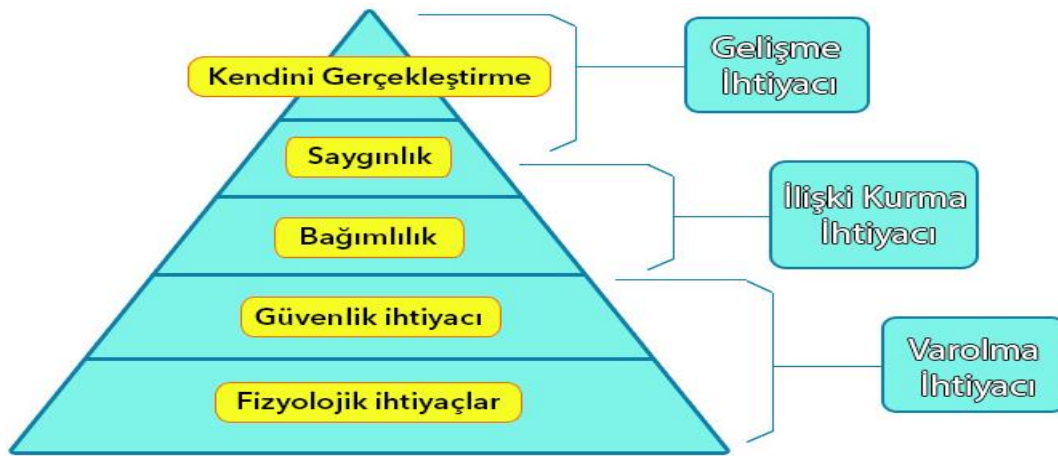 Kendini Gerçekleştirme
Saygınlık
Bağımlılık
Güvenlik ihtiyacı
Fizyolojik ihtiyaçlar
Gelişme
İhtiyacı
İlişki Kurma
İhtiyacı
Varolma
İhtiyacı